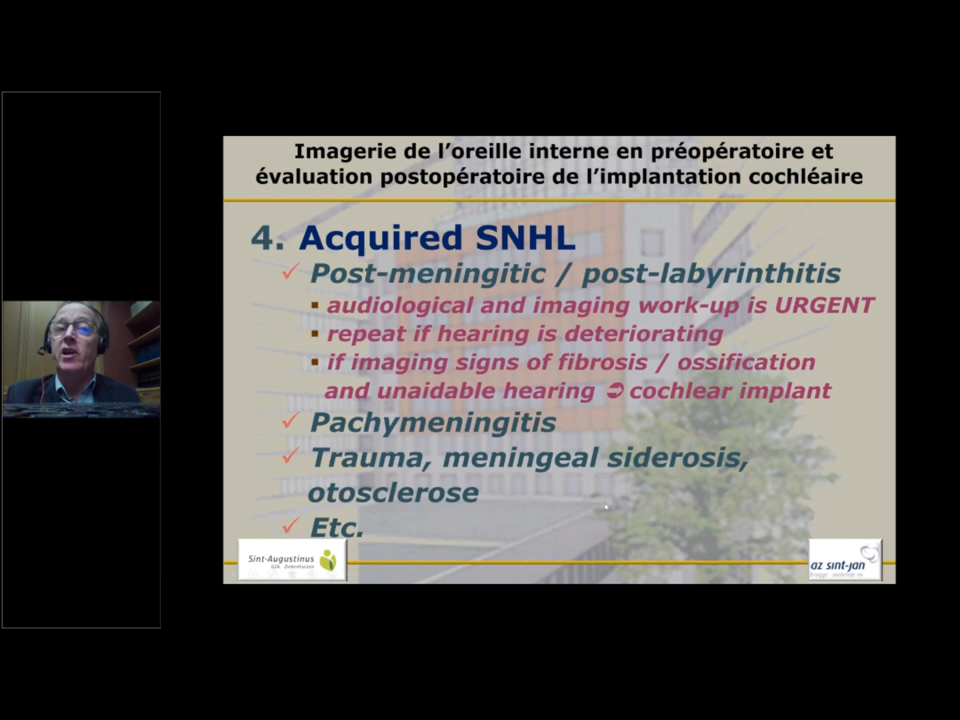 Imagerie de l’oreille interne en préopératoire et
évaluation postopératoire de l’implantation cochléaire
4. Acquired SNHL
✓ Post-meningitic / post-labyrinthitis
▪ audiological and imaging work-up is URGENT
▪ repeat if hearing is deteriorating
▪ if imaging signs of fibrosis / ossification
and unaidable hearing ➲ cochlear implant
✓ Pachymeningitis
✓ Trauma, meningeal siderosis,
otosclerose
✓ Etc.
Sint-Augustinus
GZA Ziekenhuizen
az sint-jan